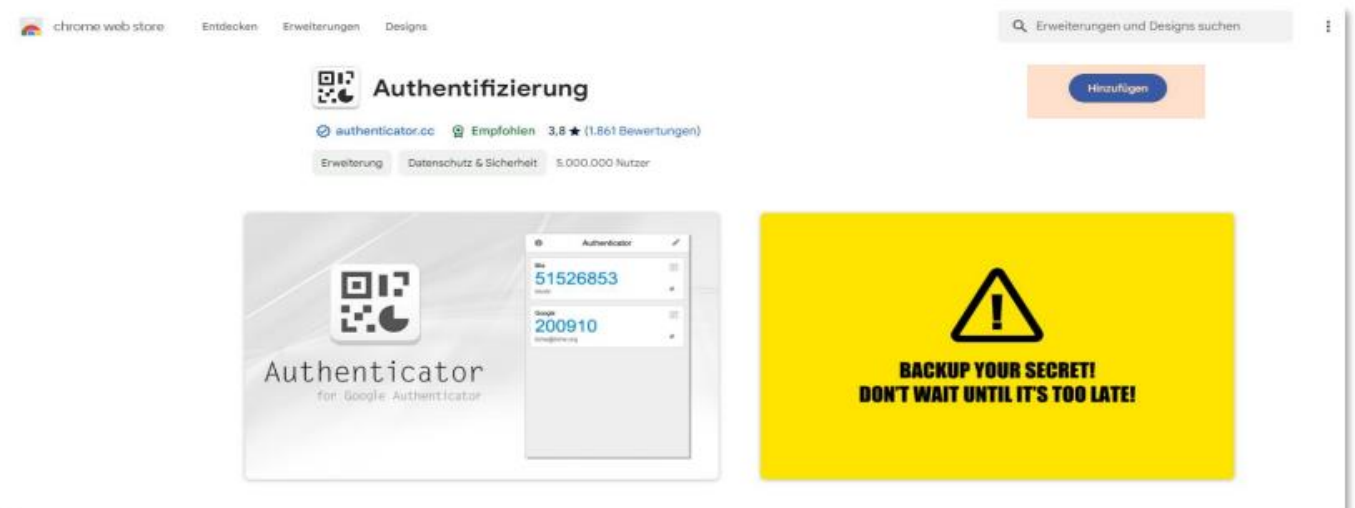 chrome web store Entdecken Erweiterungen Designs Erweiterungen und Designs suchen
Authentifizierung Hinzufügen
authenticator.cc Empfohlen 3,8 ★ (1.861 Bewertungen)
Erweiterung Datenschutz & Sicherheit 5.000.000 Nutzer
Authenticator
51526853
Google
200910
Authenticator
for Google Authenticator
BACKUP YOUR SECRET!
DON'T WAIT UNTIL IT'S TOO LATE!